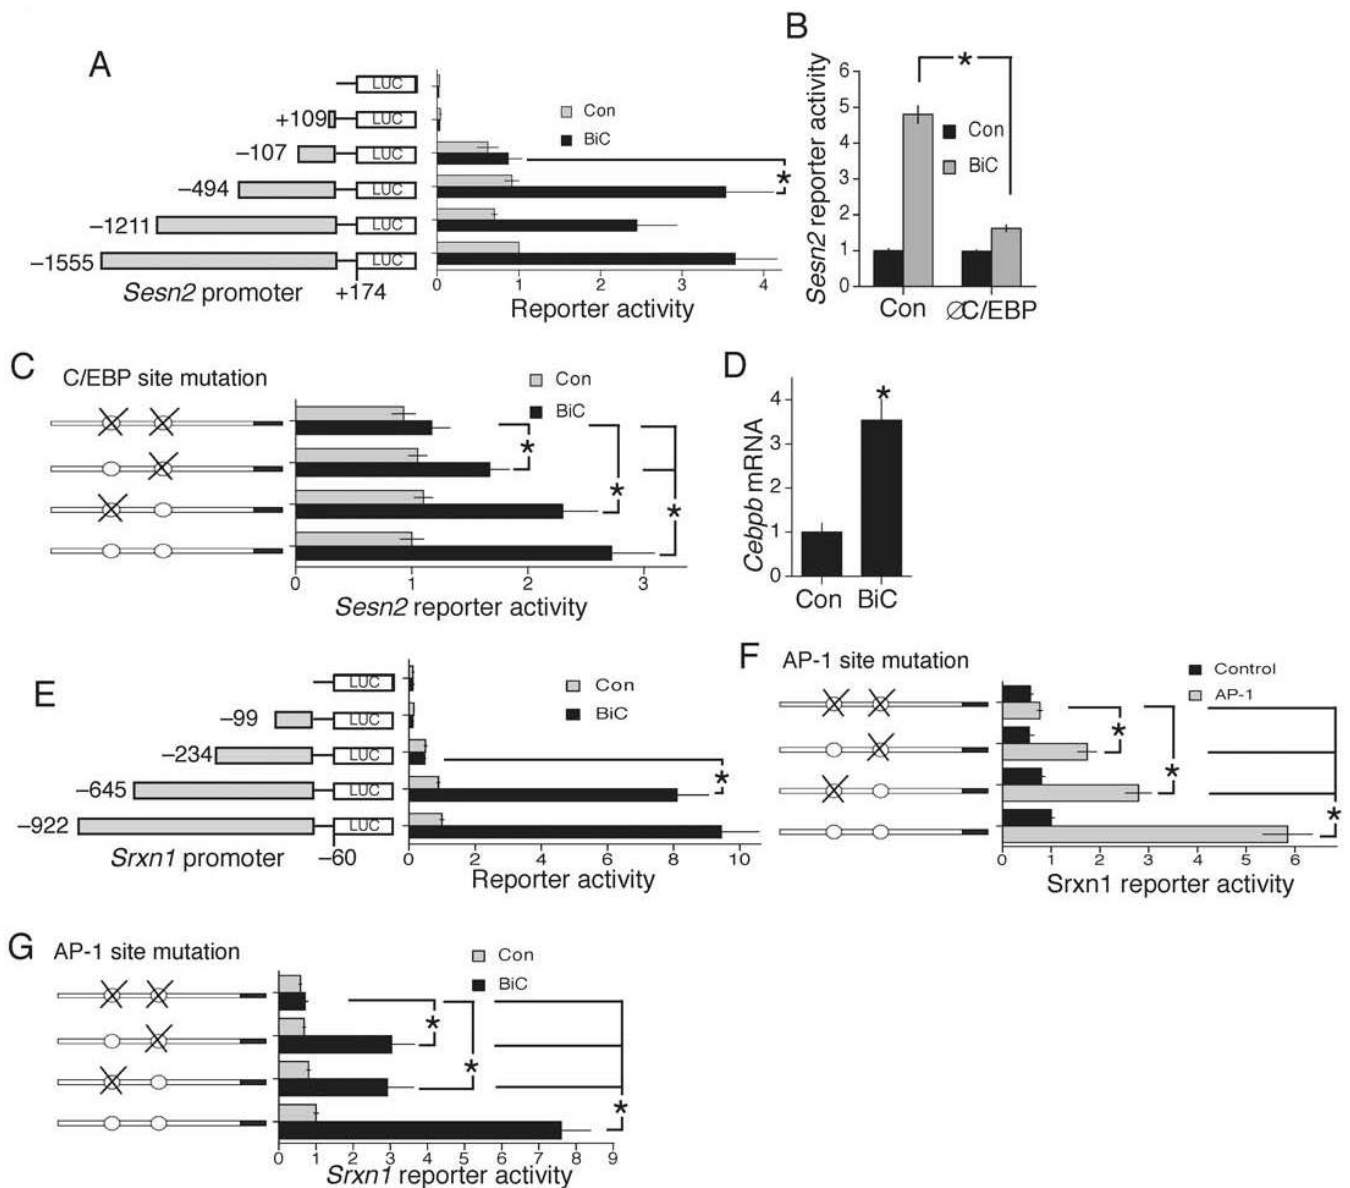 A
LUC
+109 LUC
−107 LUC
−494 LUC
−1211 LUC
−1555 LUC
Sesn2 promoter
+174
Con
BiC
*
0 1 2 3 4
Reporter activity
B
Sesn2 reporter activity
6
5
4
3
2
1
0
*
Con
BiC
Con ∅C/EBP
C
C/EBP site mutation
Con
BiC
*
*
*
0 1 2 3
Sesn2 reporter activity
D
Cebpb mRNA
4
3
2
1
0
*
Con BiC
E
LUC
−99 LUC
−234 LUC
−645 LUC
−922 LUC
Srxn1 promoter
−60
Con
BiC
*
0 2 4 6 8 10
Reporter activity
F
AP-1 site mutation
Control
AP-1
*
*
*
0 1 2 3 4 5 6
Srxn1 reporter activity
G
AP-1 site mutation
Con
BiC
*
*
*
0 1 2 3 4 5 6 7 8 9
Srxn1 reporter activity